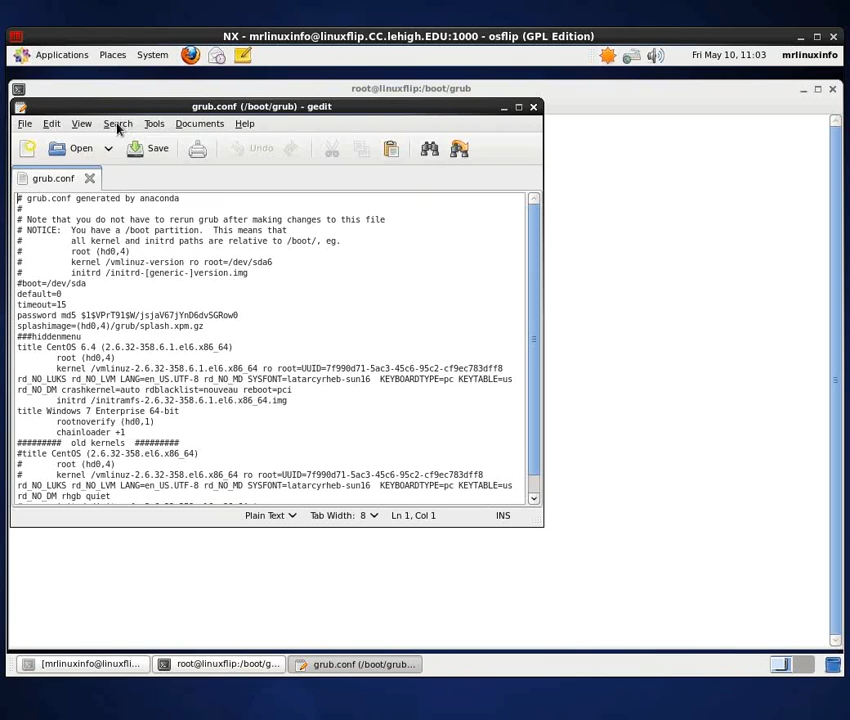 NX - mrlinuxinfo@linuxflip.CC.lehigh.EDU:1000 - osflip (GPL Edition)
Applications Places System
Fri May 10, 11:03 mrlinuxinfo
root@linuxflip:/boot/grub
grub.conf (/boot/grub) - gedit
File Edit View Search Tools Documents Help
Open Save Undo
grub.conf
# grub.conf generated by anaconda
#
# Note that you do not have to rerun grub after making changes to this file
# NOTICE:  You have a /boot partition.  This means that
#          all kernel and initrd paths are relative to /boot/, eg.
#          root (hd0,4)
#          kernel /vmlinuz-version ro root=/dev/sda6
#          initrd /initrd-[generic-]version.img
#boot=/dev/sda
default=0
timeout=15
password md5 $1$VPrT91$W/jsjaV67jYnD6dvSGRow0
splashimage=(hd0,4)/grub/splash.xpm.gz
###hiddenmenu
title CentOS 6.4 (2.6.32-358.6.1.el6.x86_64)
root (hd0,4)
kernel /vmlinuz-2.6.32-358.6.1.el6.x86_64 ro root=UUID=7f990d71-5ac3-45c6-95c2-cf9ec783dff8
rd_NO_LUKS rd_NO_LVM LANG=en_US.UTF-8 rd_NO_MD SYSFONT=latarcyrheb-sun16  KEYBOARDTYPE=pc KEYTABLE=us
rd_NO_DM crashkernel=auto rdblacklist=nouveau reboot=pci
initrd /initramfs-2.6.32-358.6.1.el6.x86_64.img
title Windows 7 Enterprise 64-bit
rootnoverify (hd0,1)
chainloader +1
#########  old kernels  #########
#title CentOS (2.6.32-358.el6.x86_64)
#       root (hd0,4)
#       kernel /vmlinuz-2.6.32-358.el6.x86_64 ro root=UUID=7f990d71-5ac3-45c6-95c2-cf9ec783dff8
rd_NO_LUKS rd_NO_LVM LANG=en_US.UTF-8 rd_NO_MD SYSFONT=latarcyrheb-sun16  KEYBOARDTYPE=pc KEYTABLE=us
rd_NO_DM rhgb quiet
Plain Text Tab Width: 8 Ln 1, Col 1 INS
[mrlinuxinfo@linuxfli... root@linuxflip:/boot/g... grub.conf (/boot/grub...